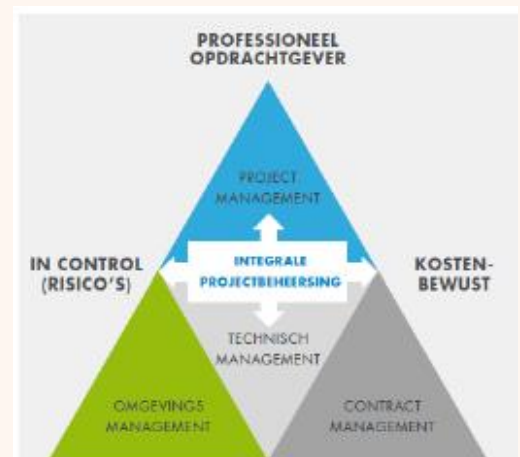 PROFESSIONEEL
OPDRACHTGEVER
PROJECT
MANAGEMENT
IN CONTROL
(RISICO'S)
INTEGRALE
PROJECTBEHEERSING
KOSTEN-
BEWUST
TECHNISCH
MANAGEMENT
OMGEVINGS
MANAGEMENT
CONTRACT
MANAGEMENT